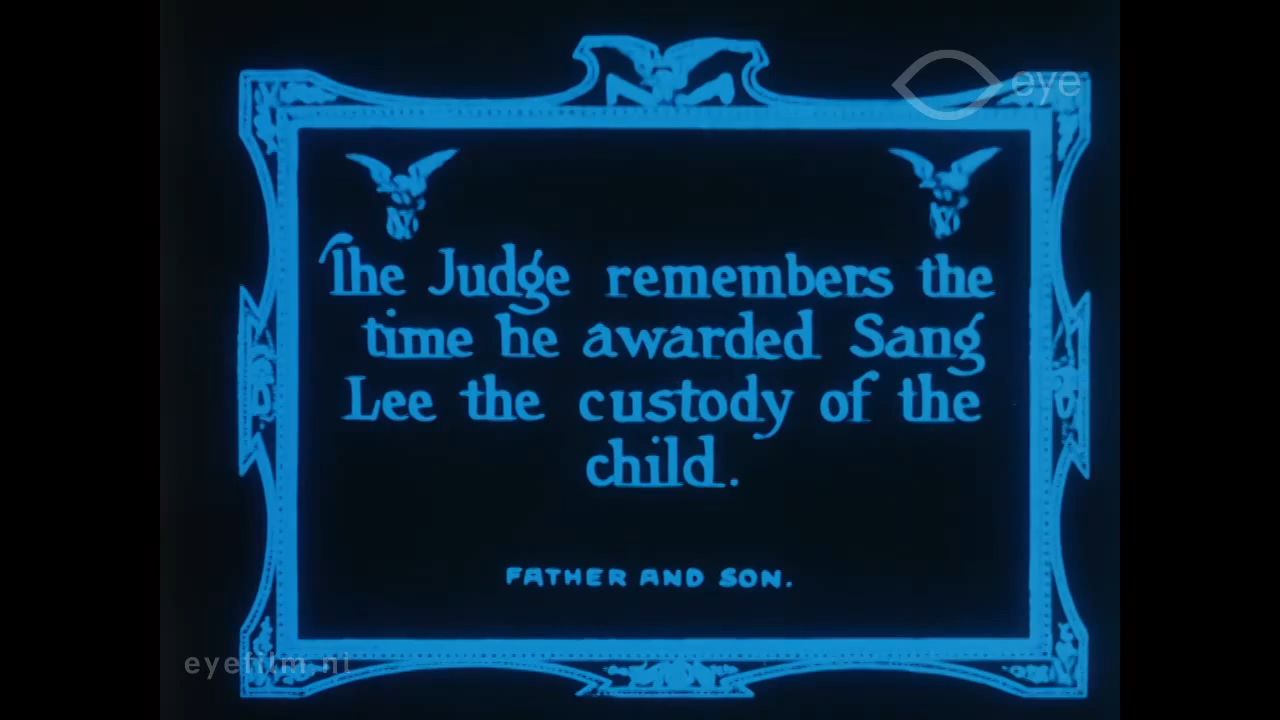 eye
The Judge remembers the
time he awarded Sang
Lee the custody of the
child.
FATHER AND SON.
eyefilm.nl